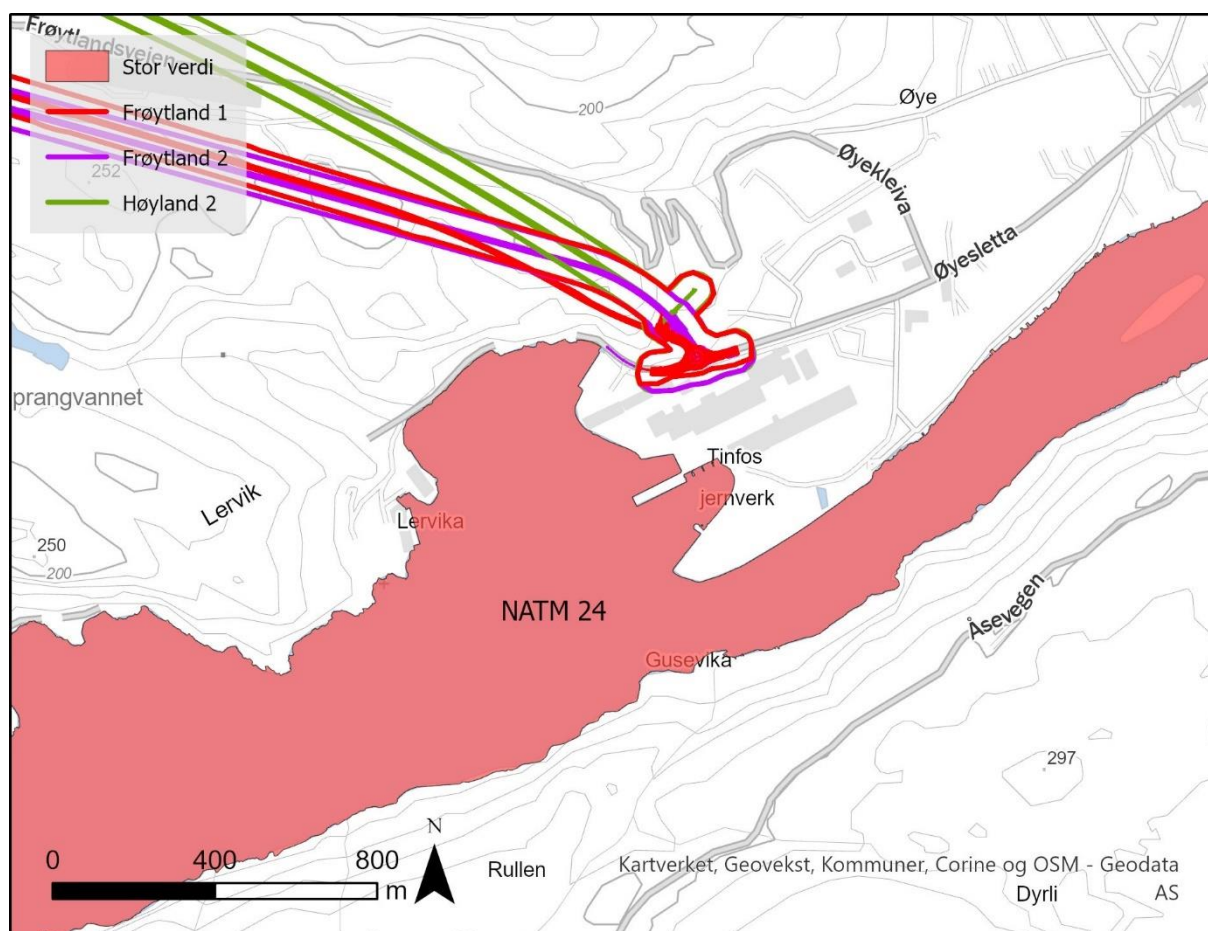 Frøytlandsveien
Stor verdi
Frøytland 1
Frøytland 2
252
Høyland 2
200
Øye
Øyekleiva
Øyesletta
prangvannet
Lervik
Lervika
Tinfos
jernverk
250
200
NATM 24
Gusevika
Åsevegen
297
0 400 800
m
N
Rullen
Kartverket, Geovekst, Kommuner, Corine og OSM - Geodata
AS
Dyrli